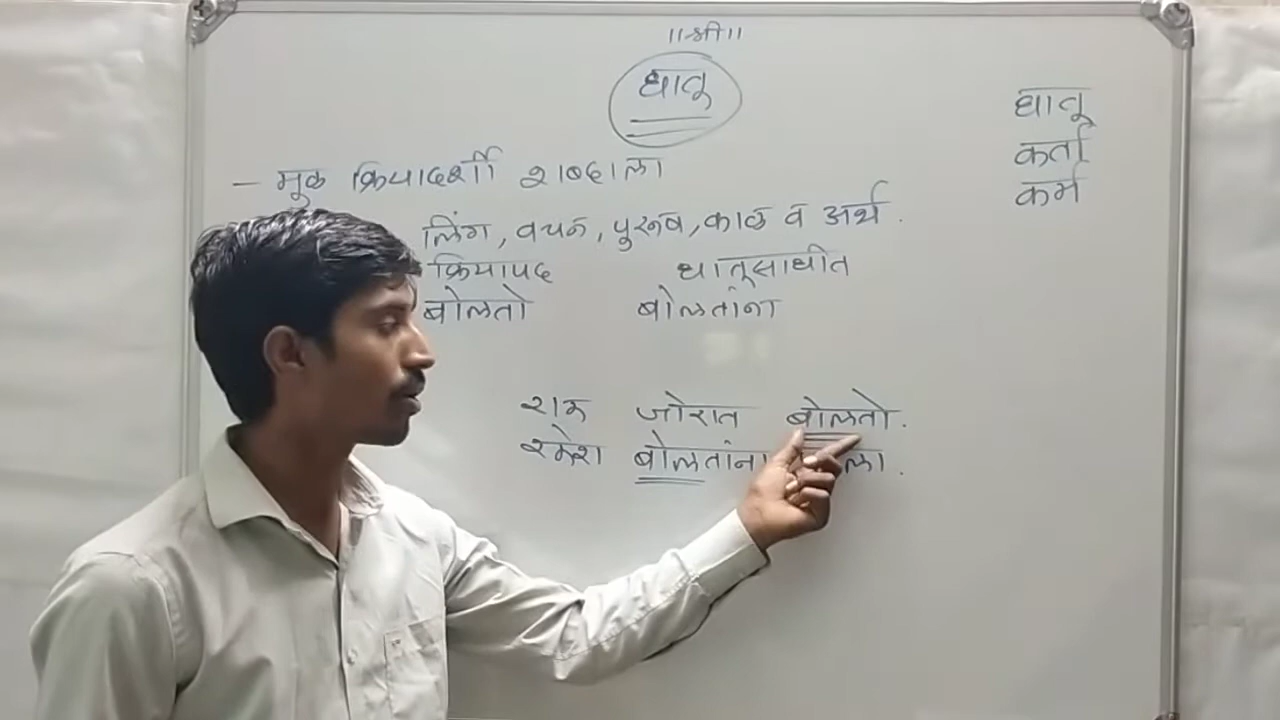 ॥श्री॥
धातू
- मूळ क्रियादर्शी शब्दाला
लिंग, वचन, पुरूष, काळ व अर्थ.
क्रियापद धातूसाधीत
बोलतो बोलतांना
राम जोरात बोलतो.
रमेश बोलतांना
धातू
कर्ता
कर्म